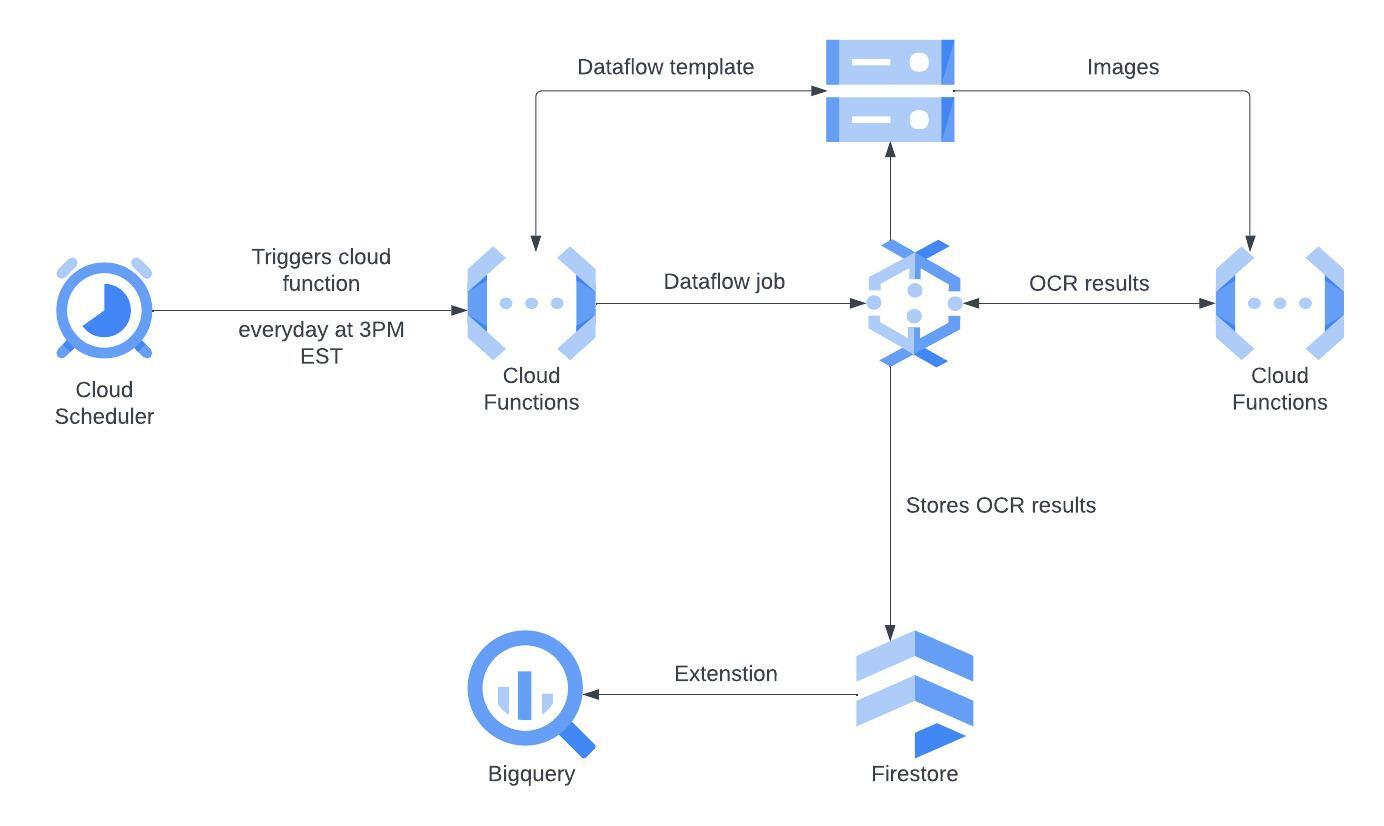 Dataflow template
Images
Triggers cloud
function
everyday at 3PM
EST
Dataflow job
OCR results
Cloud
Scheduler
Cloud
Functions
Cloud
Functions
Stores OCR results
Extenstion
Bigquery
Firestore